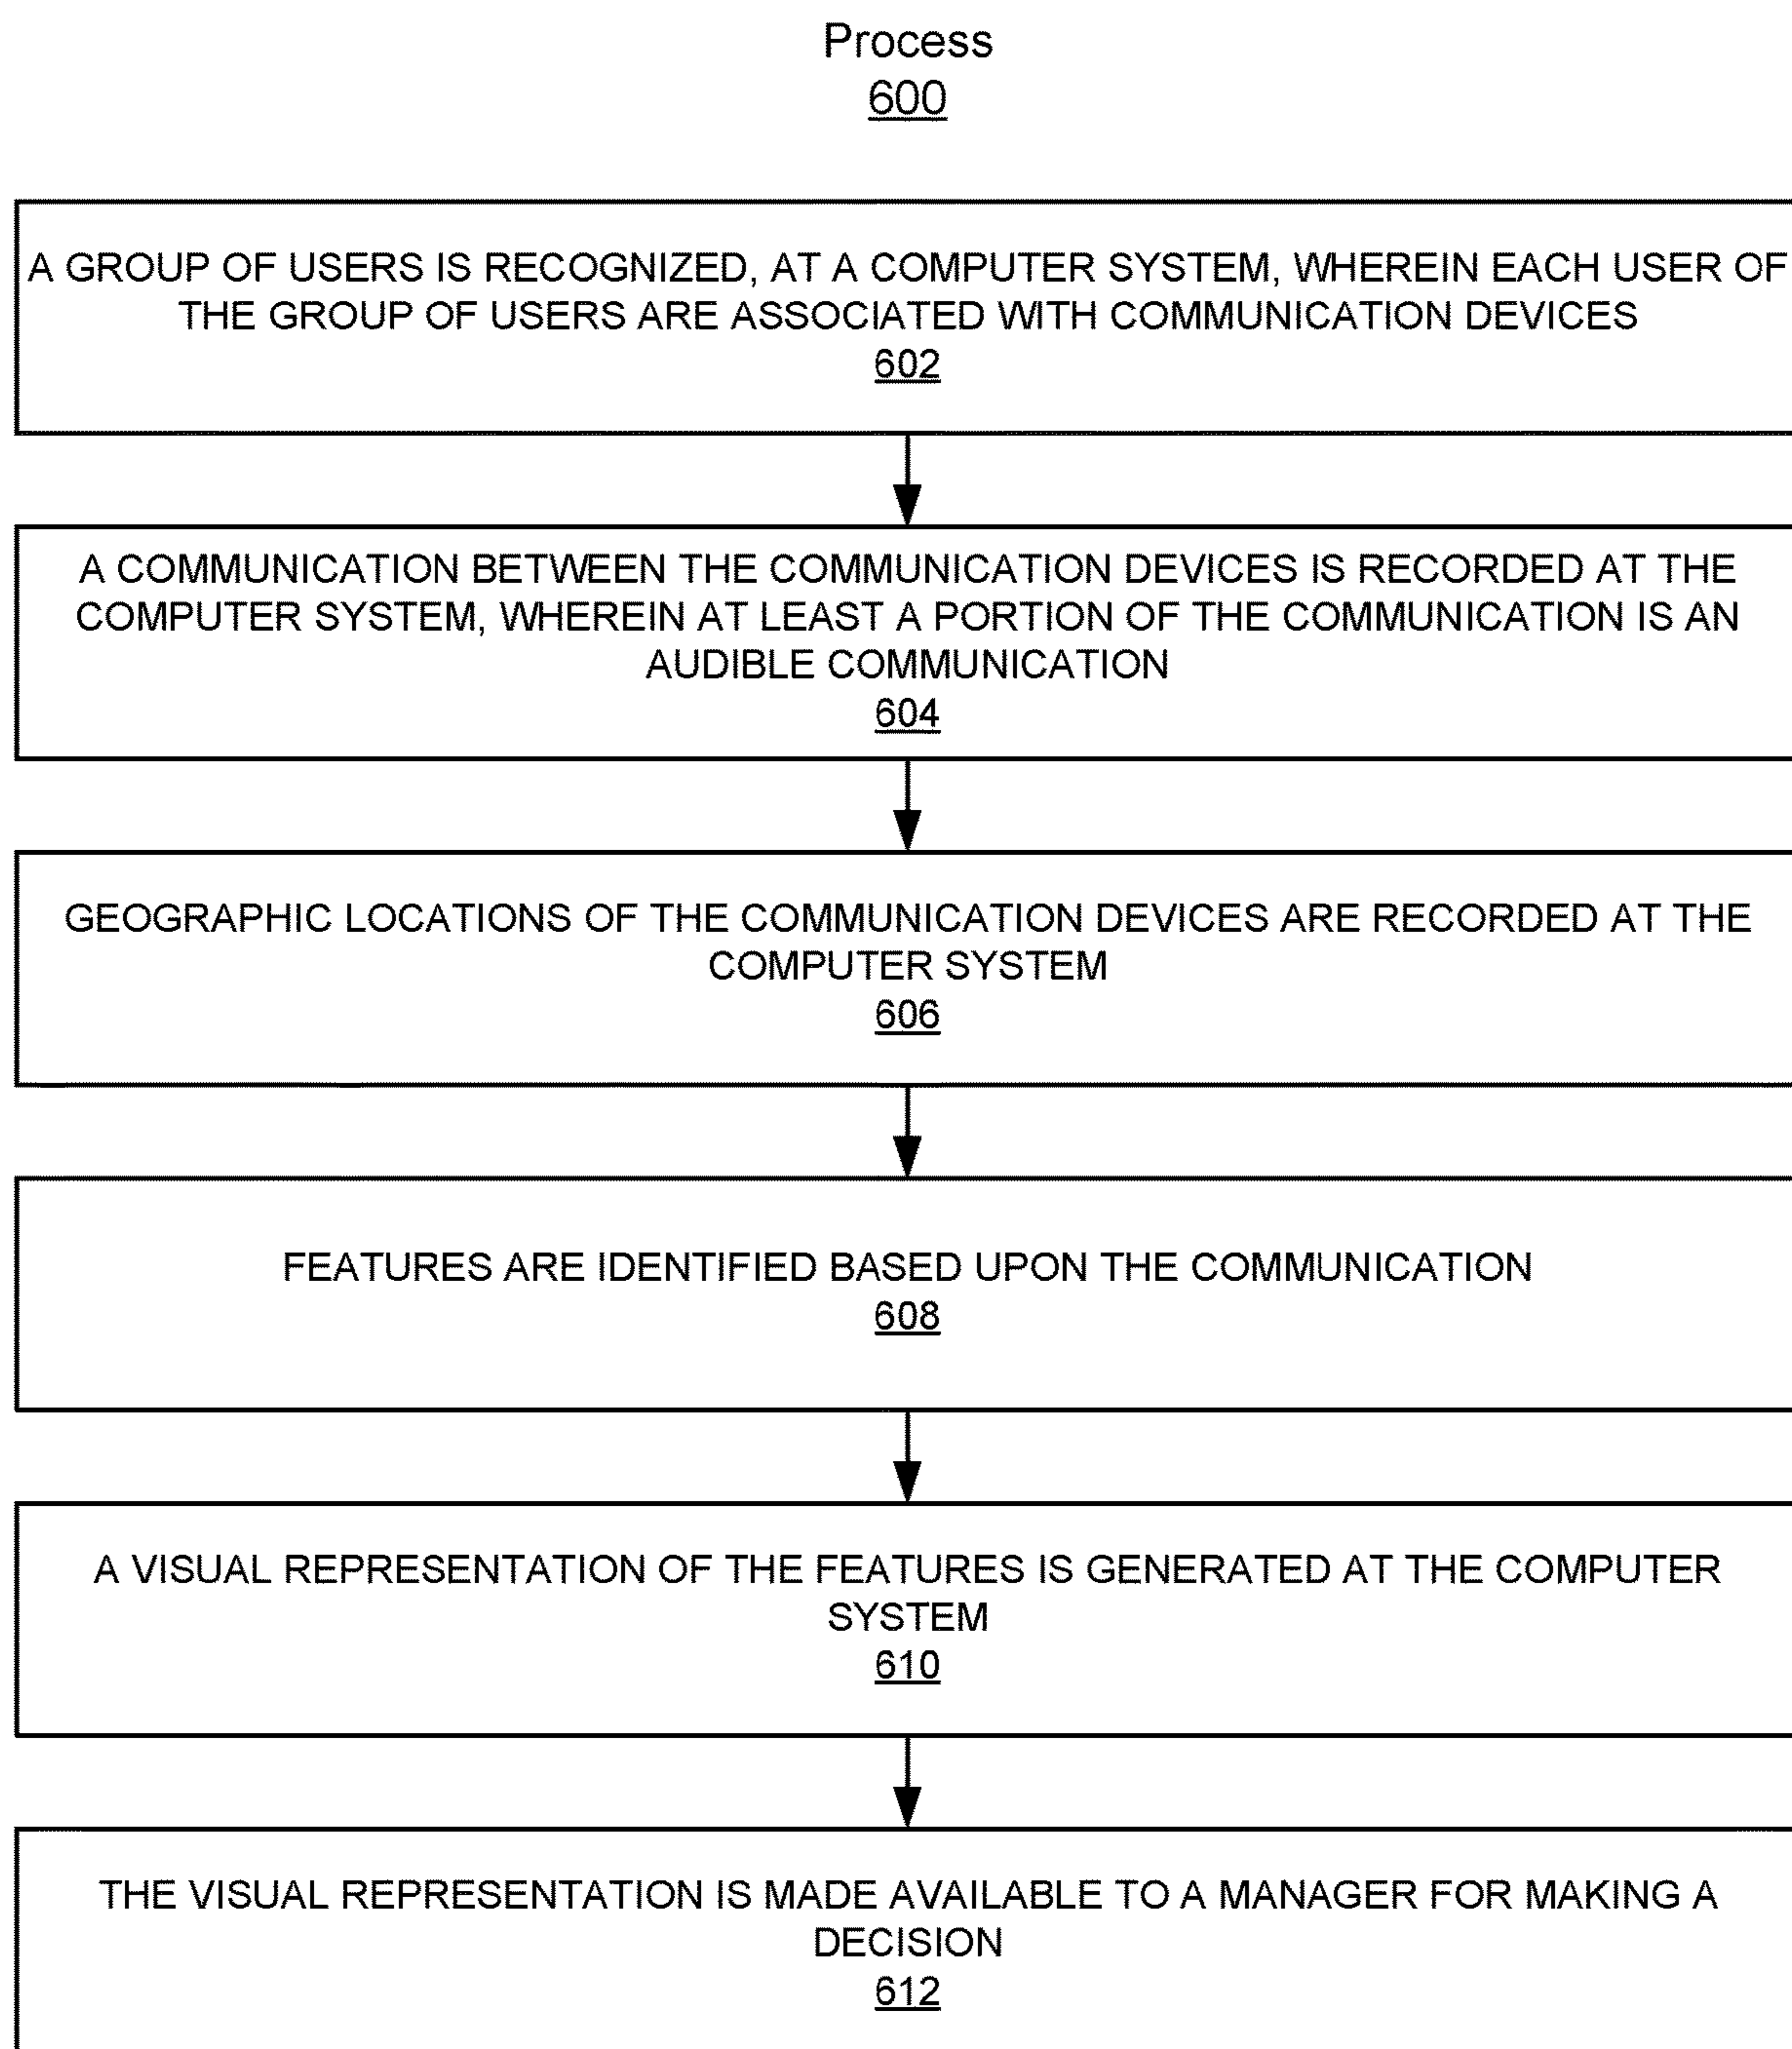 Process
600
A GROUP OF USERS IS RECOGNIZED, AT A COMPUTER SYSTEM, WHEREIN EACH USER OF
THE GROUP OF USERS ARE ASSOCIATED WITH COMMUNICATION DEVICES
602
A COMMUNICATION BETWEEN THE COMMUNICATION DEVICES IS RECORDED AT THE
COMPUTER SYSTEM, WHEREIN AT LEAST A PORTION OF THE COMMUNICATION IS AN
AUDIBLE COMMUNICATION
604
GEOGRAPHIC LOCATIONS OF THE COMMUNICATION DEVICES ARE RECORDED AT THE
COMPUTER SYSTEM
606
FEATURES ARE IDENTIFIED BASED UPON THE COMMUNICATION
608
A VISUAL REPRESENTATION OF THE FEATURES IS GENERATED AT THE COMPUTER
SYSTEM
610
THE VISUAL REPRESENTATION IS MADE AVAILABLE TO A MANAGER FOR MAKING A
DECISION
612